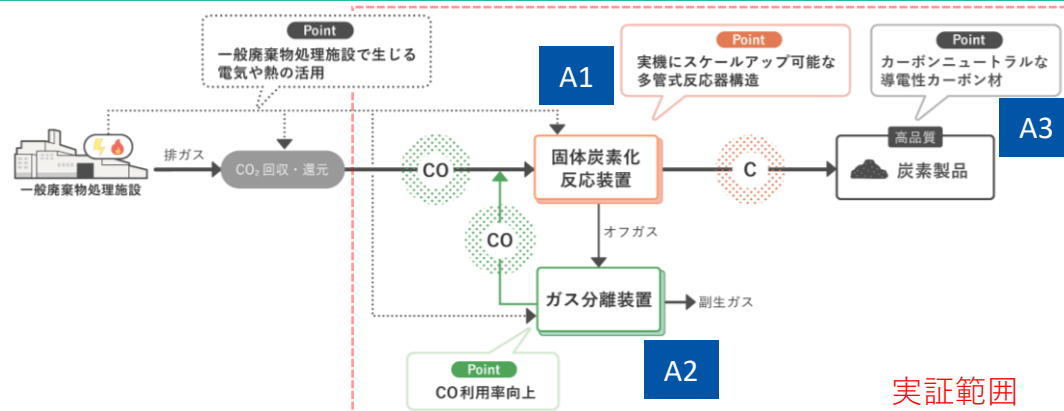 Point
一般廃棄物処理施設で生じる
電気や熱の活用
A1
Point
実機にスケールアップ可能な
多管式反応器構造
Point
カーボンニュートラルな
導電性カーボン材
A3
一般廃棄物処理施設
排ガス
CO₂回収・還元
CO
固体炭素化
反応装置
C
高品質
炭素製品
CO
オフガス
ガス分離装置
副生ガス
Point
CO利用率向上
A2
実証範囲